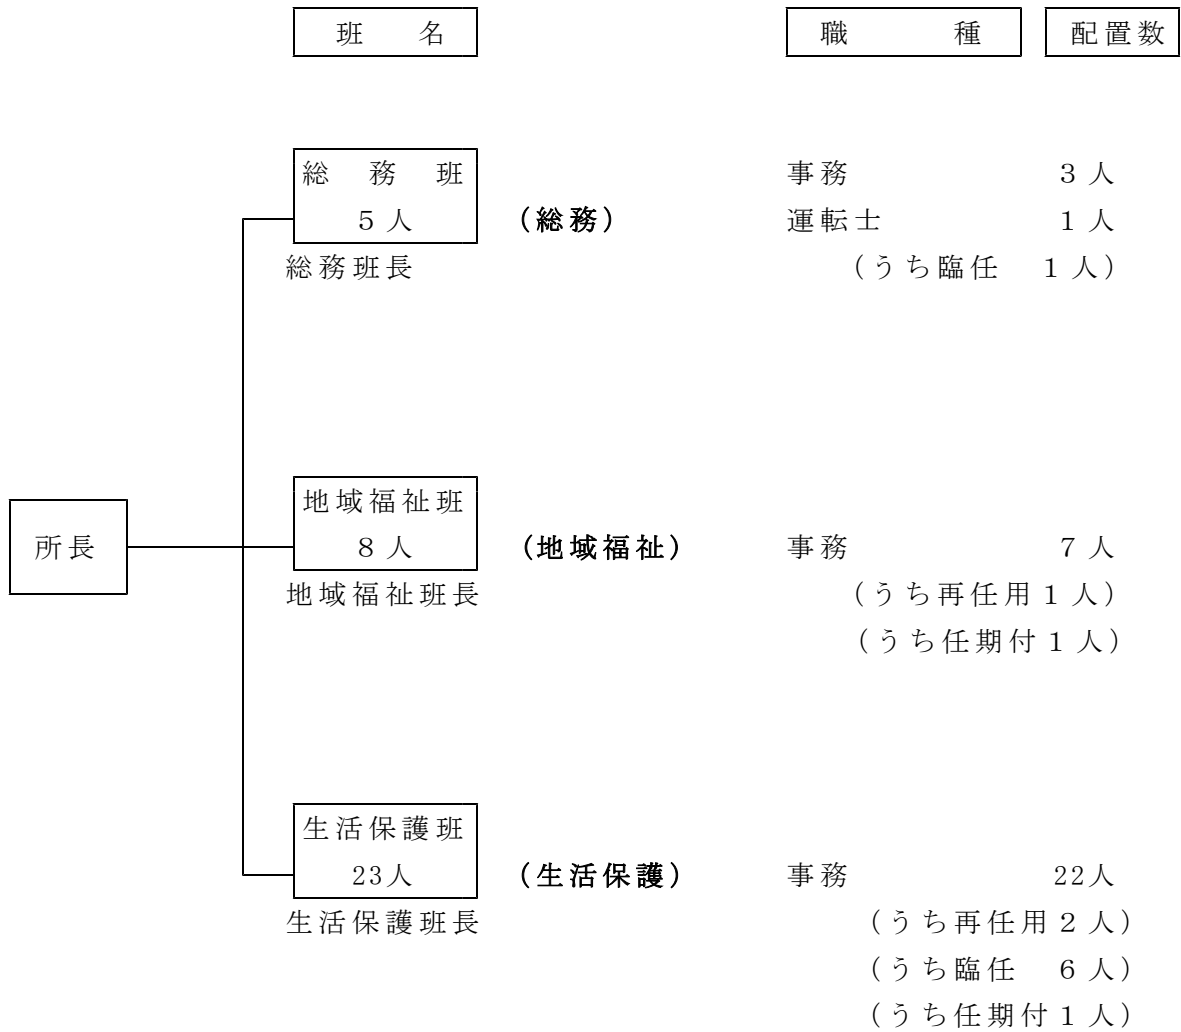 班　名　職　種　配置数
総　務　班　事務　３人
５人　（総務）　運転士　１人
総務班長　（うち臨任　１人）
地域福祉班
所長　８人　（地域福祉）　事務　７人
地域福祉班長　（うち再任用１人）
（うち任期付１人）
生活保護班
23人　（生活保護）　事務　22人
生活保護班長　（うち再任用２人）
（うち臨任　６人）
（うち任期付１人）